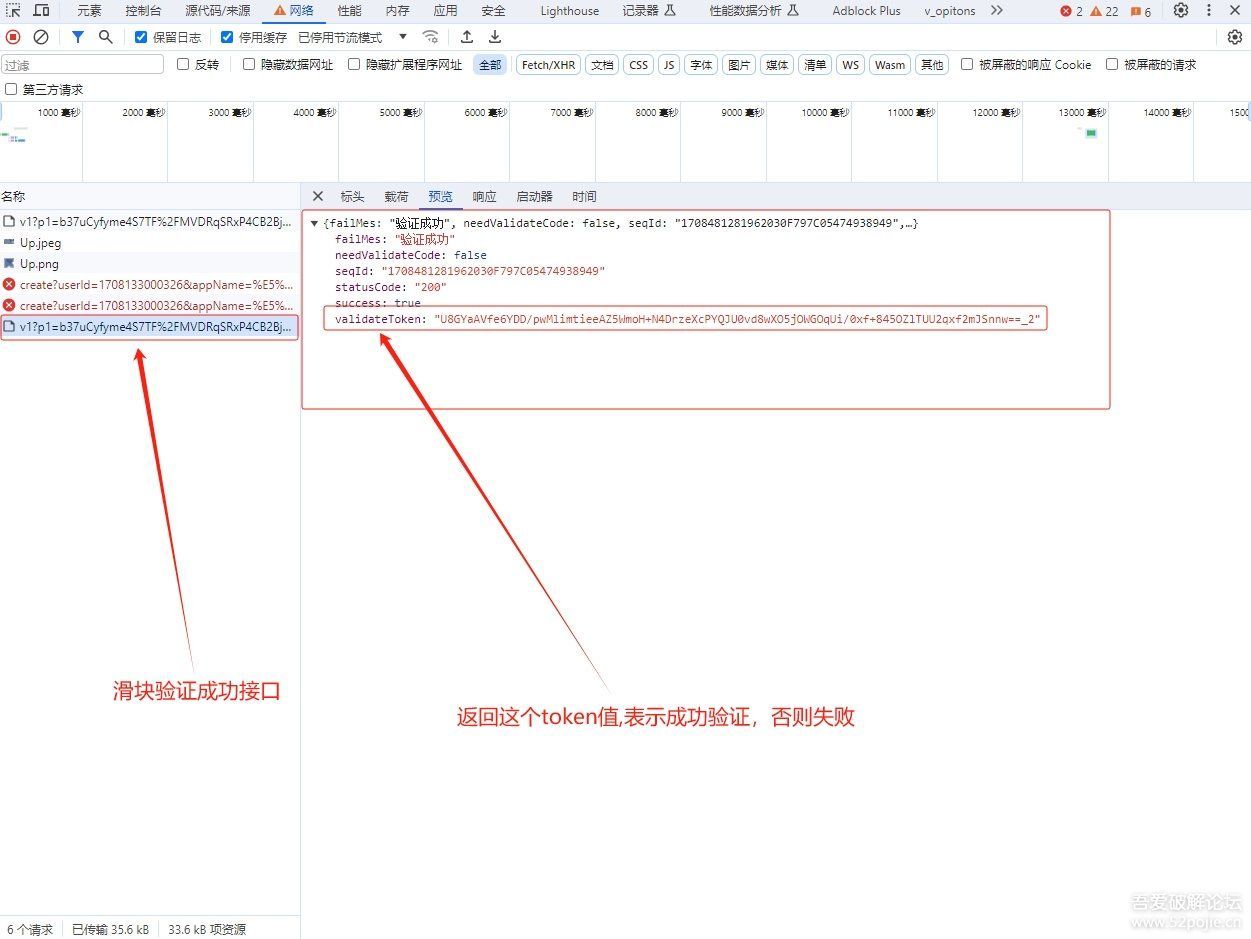 元素 控制台 源代码/来源 网络 性能 内存 应用 安全 Lighthouse 记录器 性能数据分析 Adblock Plus v_opitons 2 22 6
保留日志 停用缓存 已停用节流模式
过滤 反转 隐藏数据网址 隐藏扩展程序网址 全部 Fetch/XHR 文档 CSS JS 字体 图片 媒体 清单 WS Wasm 其他 被屏蔽的响应 Cookie 被屏蔽的请求
第三方请求
1000 毫秒 2000 毫秒 3000 毫秒 4000 毫秒 5000 毫秒 6000 毫秒 7000 毫秒 8000 毫秒 9000 毫秒 10000 毫秒 11000 毫秒 12000 毫秒 13000 毫秒 14000 毫秒 1500
名称
v1?p1=b37uCyfyme4S7TF%2FMVDRqSRxP4CB2Bj...
Up.jpeg
Up.png
create?userId=1708133000326&appName=%E5%...
create?userId=1708133000326&appName=%E5%...
v1?p1=b37uCyfyme4S7TF%2FMVDRqSRxP4CB2Bj...
标头 载荷 预览 响应 启动器 时间
{failMes: "验证成功", needValidateCode: false, seqId: "1708481281962030F797C05474938949",…}
failMes: "验证成功"
needValidateCode: false
seqId: "1708481281962030F797C05474938949"
statusCode: "200"
success: true
validateToken: "U8GYaAVfe6YDD/pwMlimtieeAZ5WmoH+N4DrzeXcPYQJU0vd8wXO5jOWGOqUi/0xf+845OZlTUU2qxf2mJSnnw==_2"
滑块验证成功接口
返回这个token值,表示成功验证，否则失败
6 个请求 已传输 35.6 kB 33.6 kB 项资源
吾爱破解论坛
www.52pojie.cn